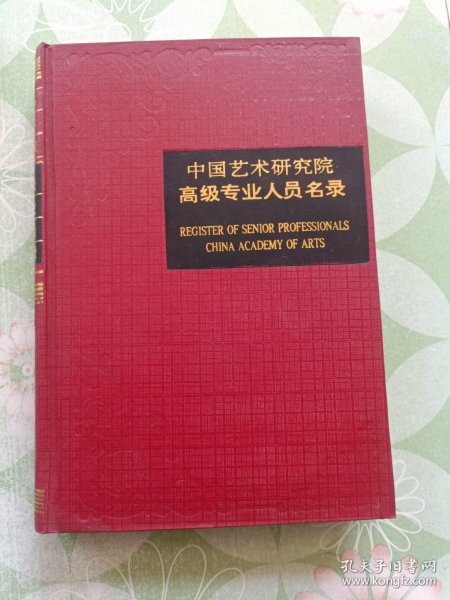 中国艺术研究院
高级专业人员名录
REGISTER OF SENIOR PROFESSIONALS
CHINA ACADEMY OF ARTS
孔夫子旧书网
www.kongfz.com